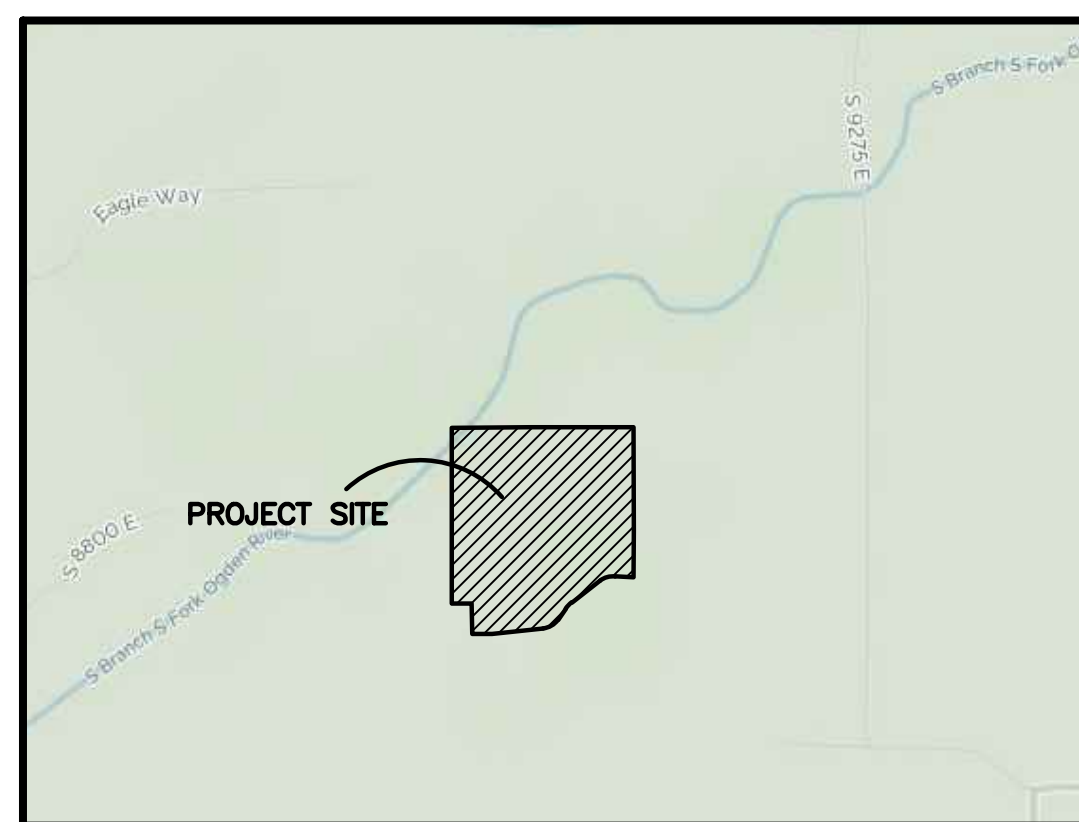 S Branch S Fork O
S 9275 E
Eagle Way
PROJECT SITE
S 8800 E
S Branch S Fork Ogden River